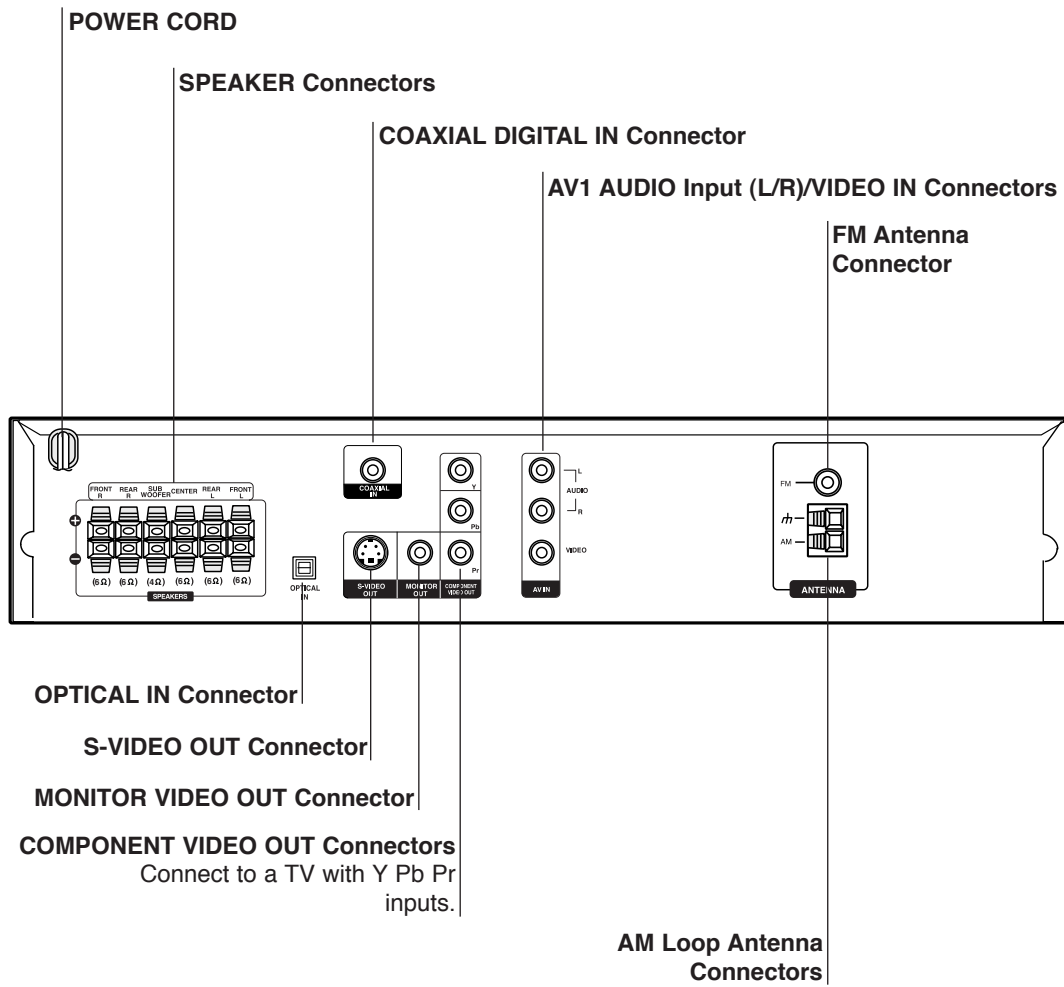 POWER CORD
SPEAKER Connectors
COAXIAL DIGITAL IN Connector
AV1 AUDIO Input (L/R)/VIDEO IN Connectors
FM Antenna
Connector
FRONT R
REAR R
SUB WOOFER
CENTER
REAR L
FRONT L
+
–
(6Ω) (6Ω) (4Ω) (6Ω) (6Ω) (6Ω)
SPEAKERS
OPTICAL
IN
COAXIAL
IN
S-VIDEO
OUT
MONITOR
OUT
Y
Pb
Pr
COMPONENT
VIDEO OUT
L
AUDIO
R
VIDEO
AV IN
FM
AM
ANTENNA
OPTICAL IN Connector
S-VIDEO OUT Connector
MONITOR VIDEO OUT Connector
COMPONENT VIDEO OUT Connectors
Connect to a TV with Y Pb Pr
inputs.
AM Loop Antenna
Connectors